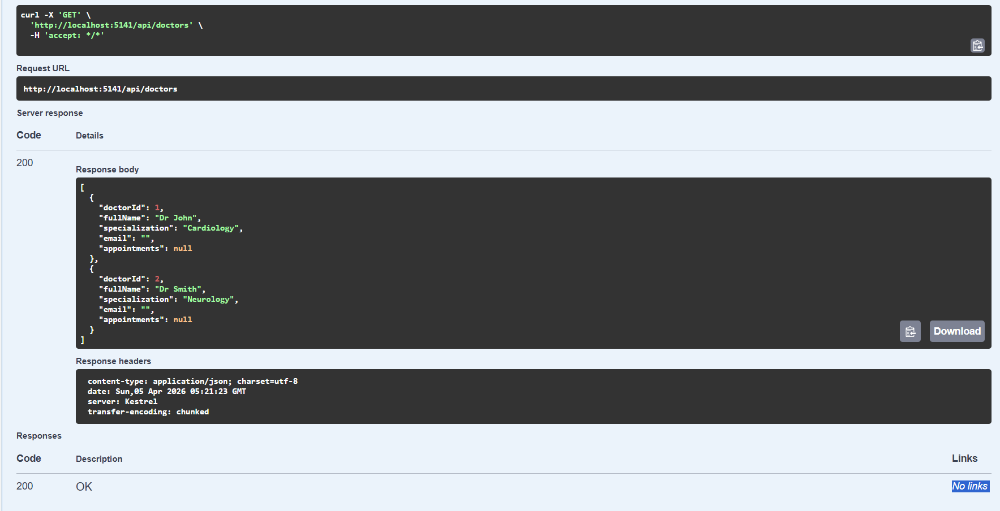 curl -X 'GET' \
  'http://localhost:5141/api/doctors' \
  -H 'accept: */*'
Request URL
http://localhost:5141/api/doctors
Server response
Code Details
200
Response body
[
  {
    "doctorId": 1,
    "fullName": "Dr John",
    "specialization": "Cardiology",
    "email": "",
    "appointments": null
  },
  {
    "doctorId": 2,
    "fullName": "Dr Smith",
    "specialization": "Neurology",
    "email": "",
    "appointments": null
  }
]
Download
Response headers
content-type: application/json; charset=utf-8
date: Sun,05 Apr 2026 05:21:23 GMT
server: Kestrel
transfer-encoding: chunked
Responses
Code Description Links
200 OK No links